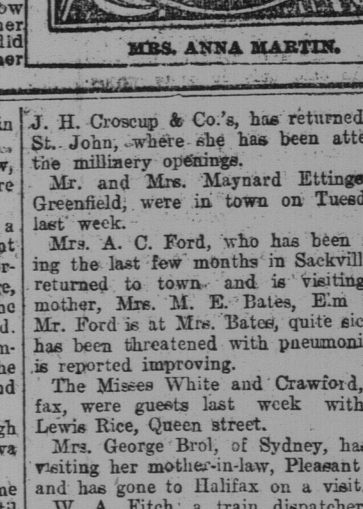 MRS. ANNA MARTIN.
J. H. Croscup & Co.'s, has returned
St. John, where she has been atte
the millinery openings.
Mr. and Mrs. Maynard Ettinge
Greenfield, were in town on Tuesd
last week.
Mrs. A. C. Ford, who has been
ing the last few months in Sackvill
returned to town and is visiting
mother, Mrs. M. E. Bates, Elm
Mr. Ford is at Mrs. Bates, quite sic
has been threatened with pneumoni
is reported improving.
The Misses White and Crawford,
fax, were guests last week with
Lewis Rice, Queen street.
Mrs. George Brol, of Sydney, has
visiting her mother-in-law, Pleasant
and has gone to Halifax on a visit.
W. A. Fitch a train dispatcher